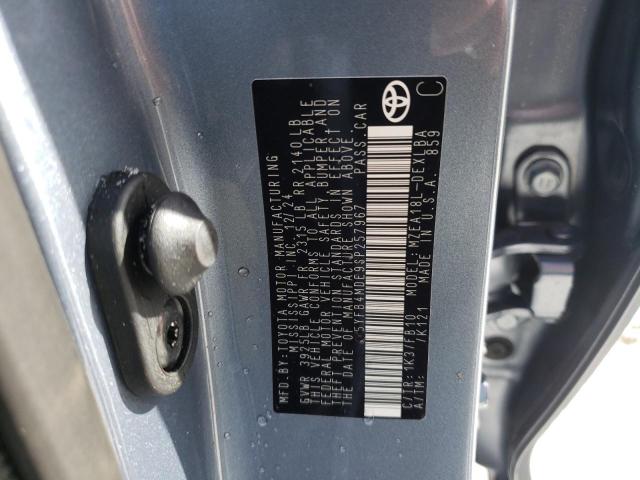 MFD.BY:TOYOTA MOTOR MANUFACTURING
MISSISSIPPI INC. 12/24
GVWR 3925LB GAWR FR 2315 LB RR 2140LB
THIS VEHICLE CONFORMS TO ALL APPLICABLE
FEDERAL MOTOR VEHICLE SAFETY, BUMPER AND
THEFT PREVENTION STANDARDS IN EFFECT ON
THE DATE OF MANUFACTURE SHOWN ABOVE.
*5YFB4MDE9SP257967* PASS.CAR
C/TR: 1K3/FB10
A/TM: /K121
MODEL: MZEA18L-DEXLBA
MADE IN U.S.A. 859
C